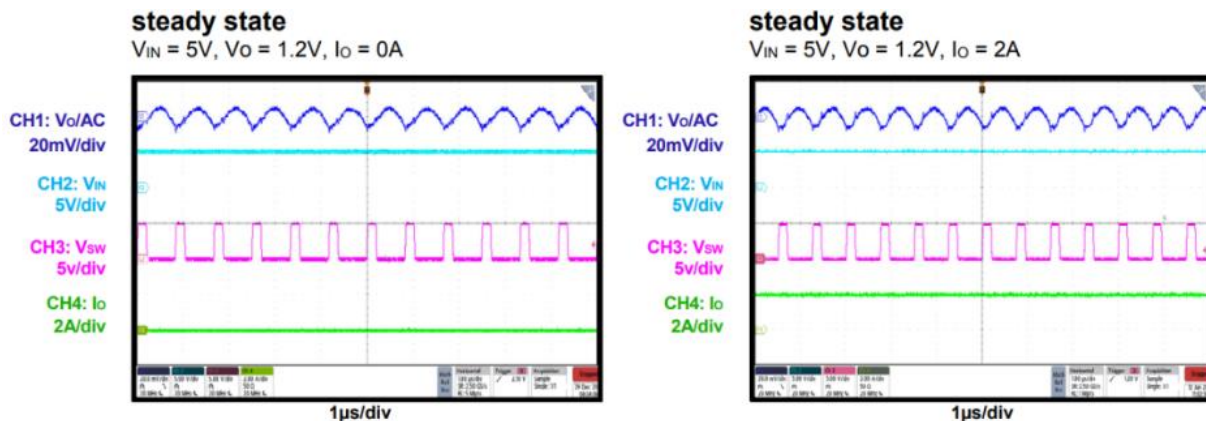 steady state
VIN = 5V, Vo = 1.2V, IO = 0A
CH1: VO/AC
20mV/div
CH2: VIN
5V/div
CH3: VSW
5v/div
CH4: IO
2A/div
1µs/div
steady state
VIN = 5V, Vo = 1.2V, IO = 2A
CH1: VO/AC
20mV/div
CH2: VIN
5V/div
CH3: VSW
5v/div
CH4: IO
2A/div
1µs/div